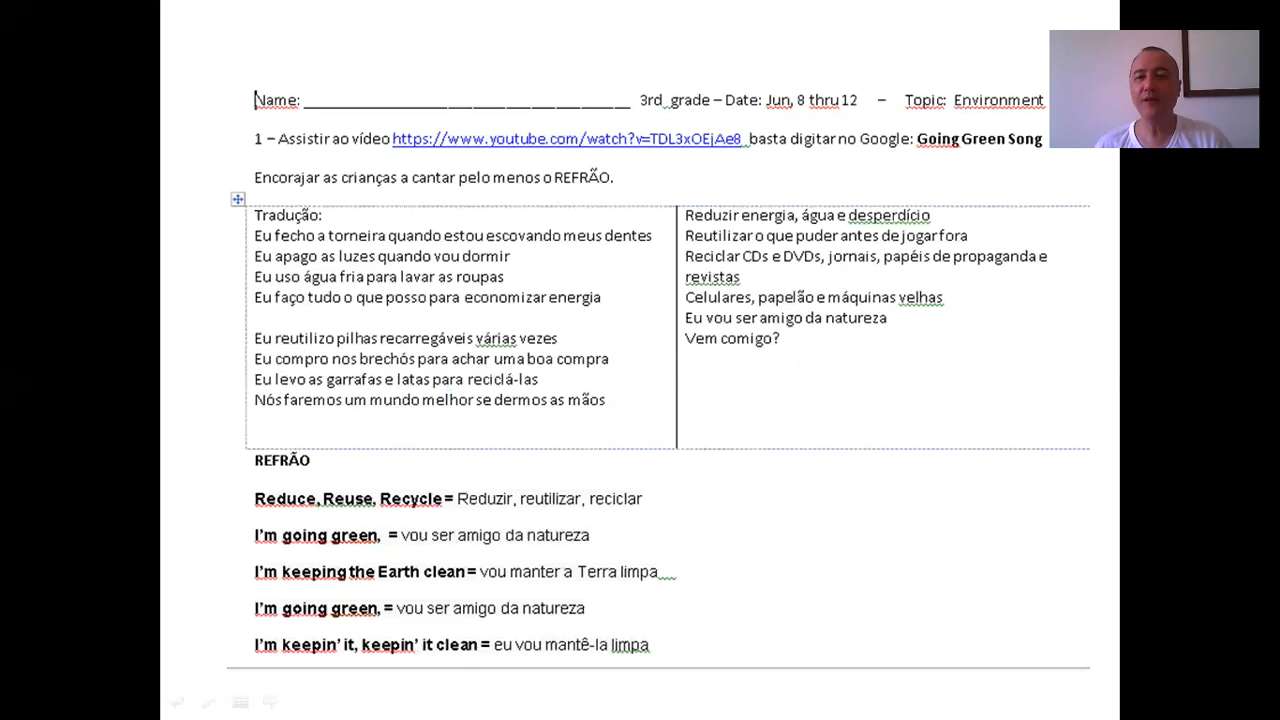 Name: ______________________________________ 3rd grade – Date: Jun, 8 thru 12 – Topic: Environment
1 – Assistir ao vídeo https://www.youtube.com/watch?v=TDL3xOEjAe8 basta digitar no Google: Going Green Song
Encorajar as crianças a cantar pelo menos o REFRÃO.
Tradução:
Eu fecho a torneira quando estou escovando meus dentes
Eu apago as luzes quando vou dormir
Eu uso água fria para lavar as roupas
Eu faço tudo o que posso para economizar energia
Eu reutilizo pilhas recarregáveis várias vezes
Eu compro nos brechós para achar uma boa compra
Eu levo as garrafas e latas para reciclá-las
Nós faremos um mundo melhor se dermos as mãos
Reduzir energia, água e desperdício
Reutilizar o que puder antes de jogar fora
Reciclar CDs e DVDs, jornais, papéis de propaganda e
revistas
Celulares, papelão e máquinas velhas
Eu vou ser amigo da natureza
Vem comigo?
REFRÃO
Reduce, Reuse, Recycle = Reduzir, reutilizar, reciclar
I'm going green, = vou ser amigo da natureza
I'm keeping the Earth clean = vou manter a Terra limpa
I'm going green, = vou ser amigo da natureza
I'm keepin' it, keepin' it clean = eu vou mantê-la limpa